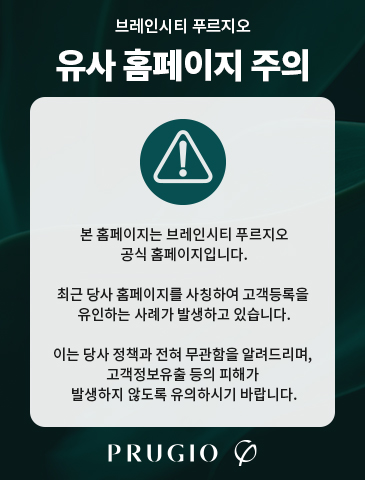 브레인시티 푸르지오
유사 홈페이지 주의
본 홈페이지는 브레인시티 푸르지오
공식 홈페이지입니다.
최근 당사 홈페이지를 사칭하여 고객등록을
유인하는 사례가 발생하고 있습니다.
이는 당사 정책과 전혀 무관함을 알려드리며,
고객정보유출 등의 피해가
발생하지 않도록 유의하시기 바랍니다.
PRUGIO